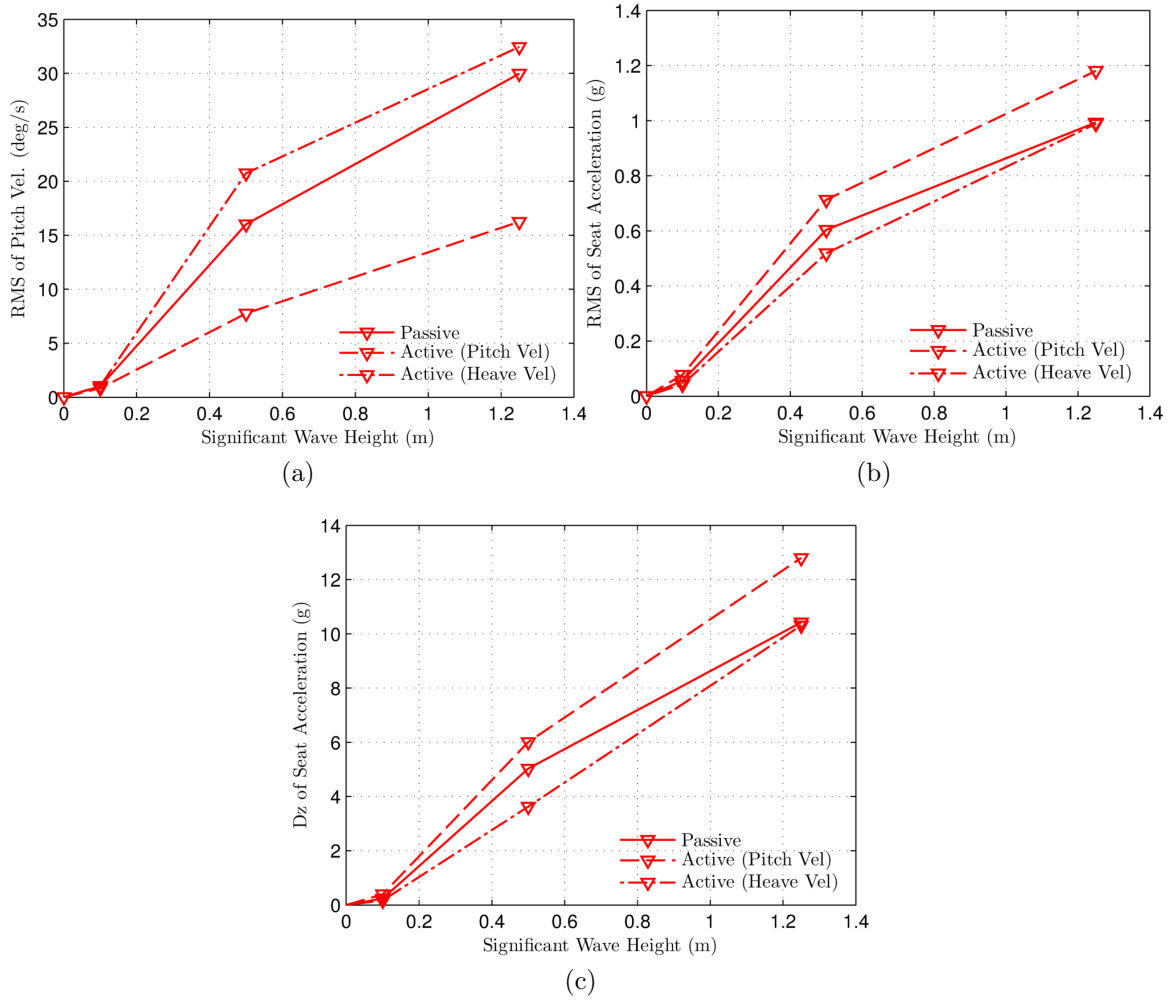 35
30
25
20
15
10
5
0
0 0.2 0.4 0.6 0.8 1 1.2 1.4
RMS of Pitch Vel. (deg/s)
Significant Wave Height (m)
Passive
Active (Pitch Vel)
Active (Heave Vel)
(a)
1.4
1.2
1
0.8
0.6
0.4
0.2
0
0 0.2 0.4 0.6 0.8 1 1.2 1.4
RMS of Seat Acceleration (g)
Significant Wave Height (m)
Passive
Active (Pitch Vel)
Active (Heave Vel)
(b)
14
12
10
8
6
4
2
0
0 0.2 0.4 0.6 0.8 1 1.2 1.4
Dz of Seat Acceleration (g)
Significant Wave Height (m)
Passive
Active (Pitch Vel)
Active (Heave Vel)
(c)